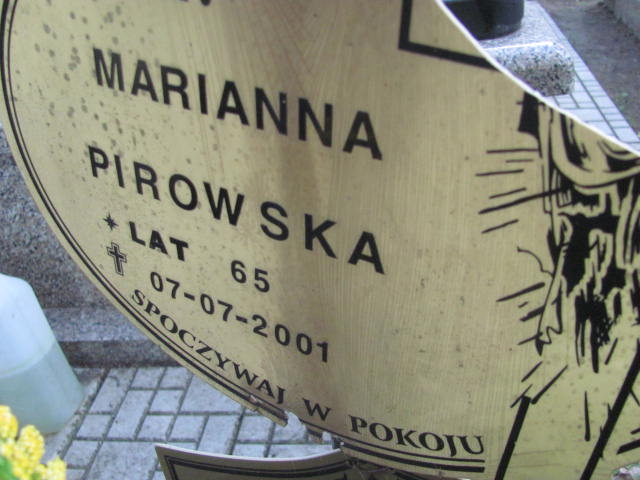 MARIANNA
PIROWSKA
LAT 65
07-07-2001
SPOCZYWAJ W POKOJU